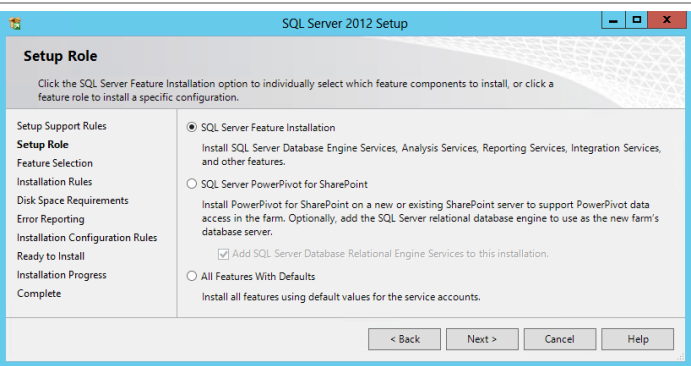 SQL Server 2012 Setup
Setup Role
Click the SQL Server Feature Installation option to individually select which feature components to install, or click a
feature role to install a specific configuration.
Setup Support Rules
Setup Role
Feature Selection
Installation Rules
Disk Space Requirements
Error Reporting
Installation Configuration Rules
Ready to Install
Installation Progress
Complete
SQL Server Feature Installation
Install SQL Server Database Engine Services, Analysis Services, Reporting Services, Integration Services,
and other features.
SQL Server PowerPivot for SharePoint
Install PowerPivot for SharePoint on a new or existing SharePoint server to support PowerPivot data
access in the farm. Optionally, add the SQL Server relational database engine to use as the new farm's
database server.
Add SQL Server Database Relational Engine Services to this installation.
All Features With Defaults
Install all features using default values for the service accounts.
< Back Next > Cancel Help